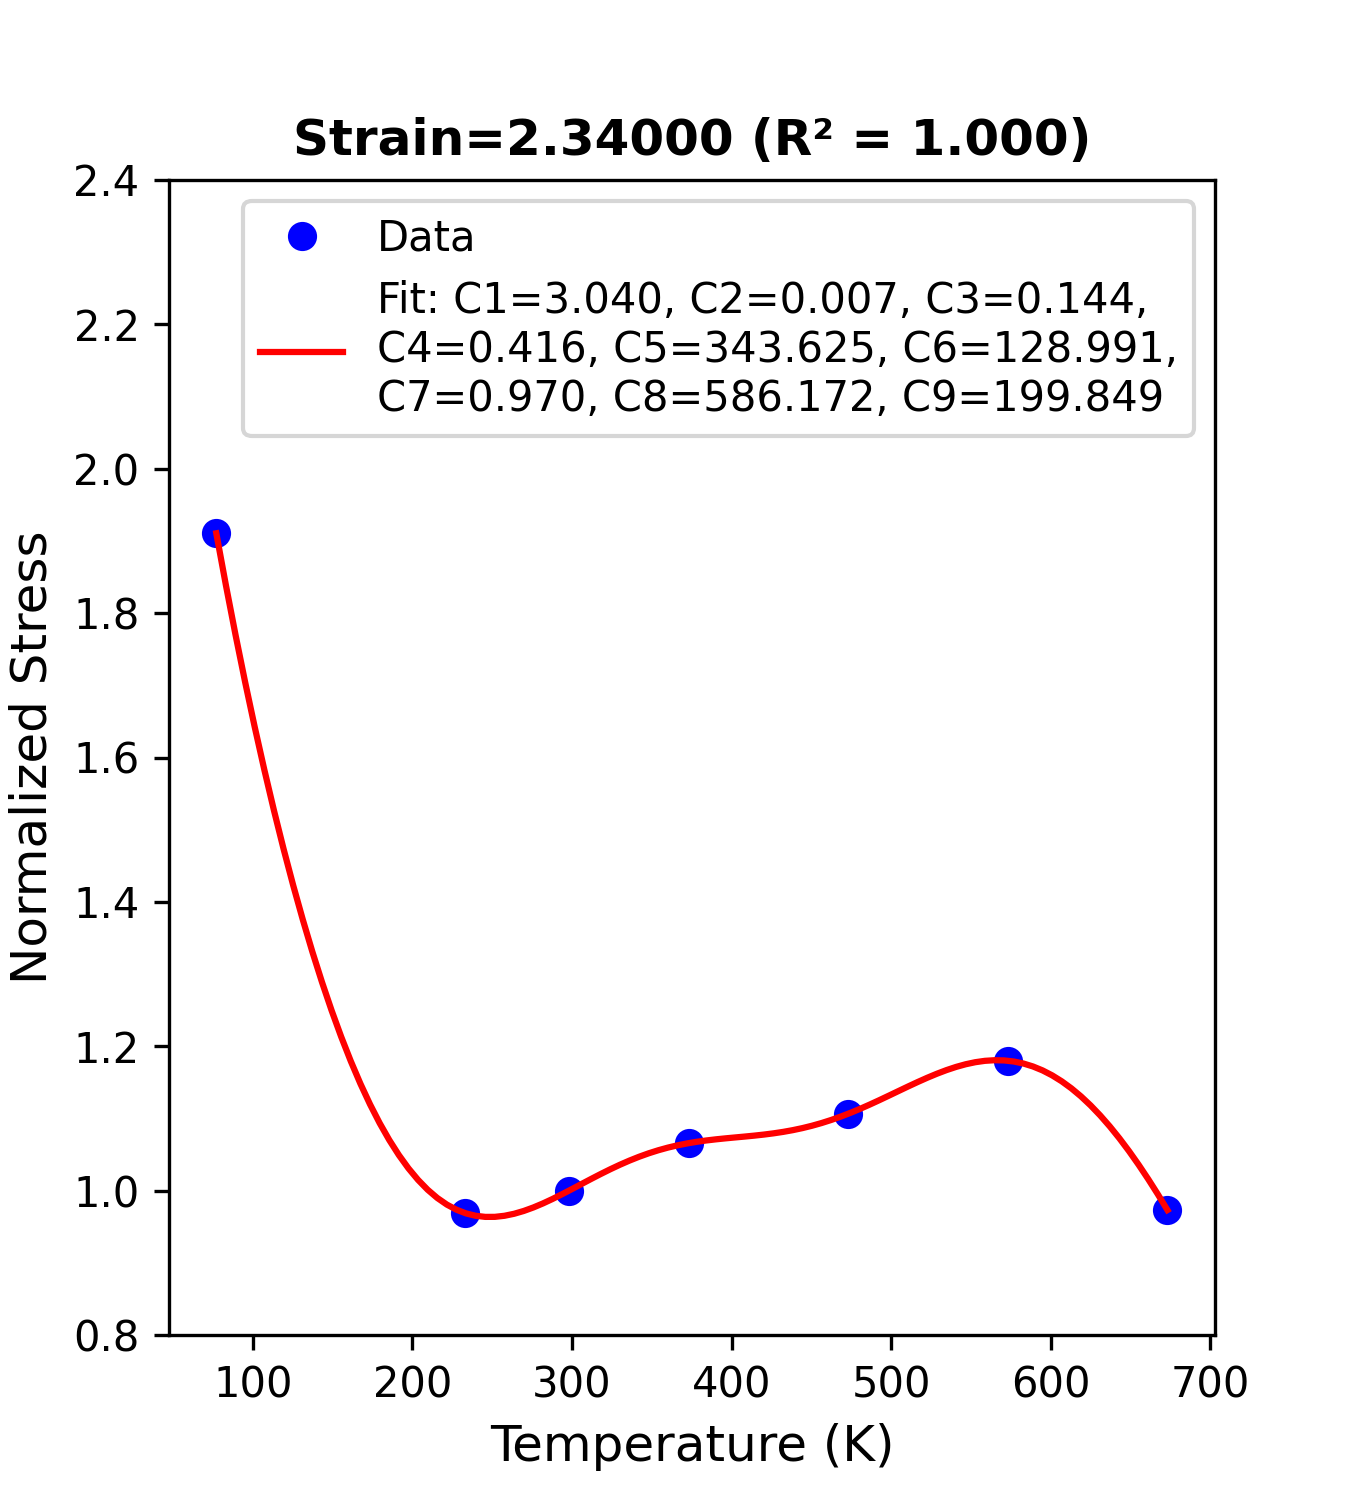 Strain=2.34000 (R² = 1.000)
2.4
2.2
2.0
1.8
1.6
1.4
1.2
1.0
0.8
Normalized Stress
Data
Fit: C1=3.040, C2=0.007, C3=0.144,
C4=0.416, C5=343.625, C6=128.991,
C7=0.970, C8=586.172, C9=199.849
100 200 300 400 500 600 700
Temperature (K)